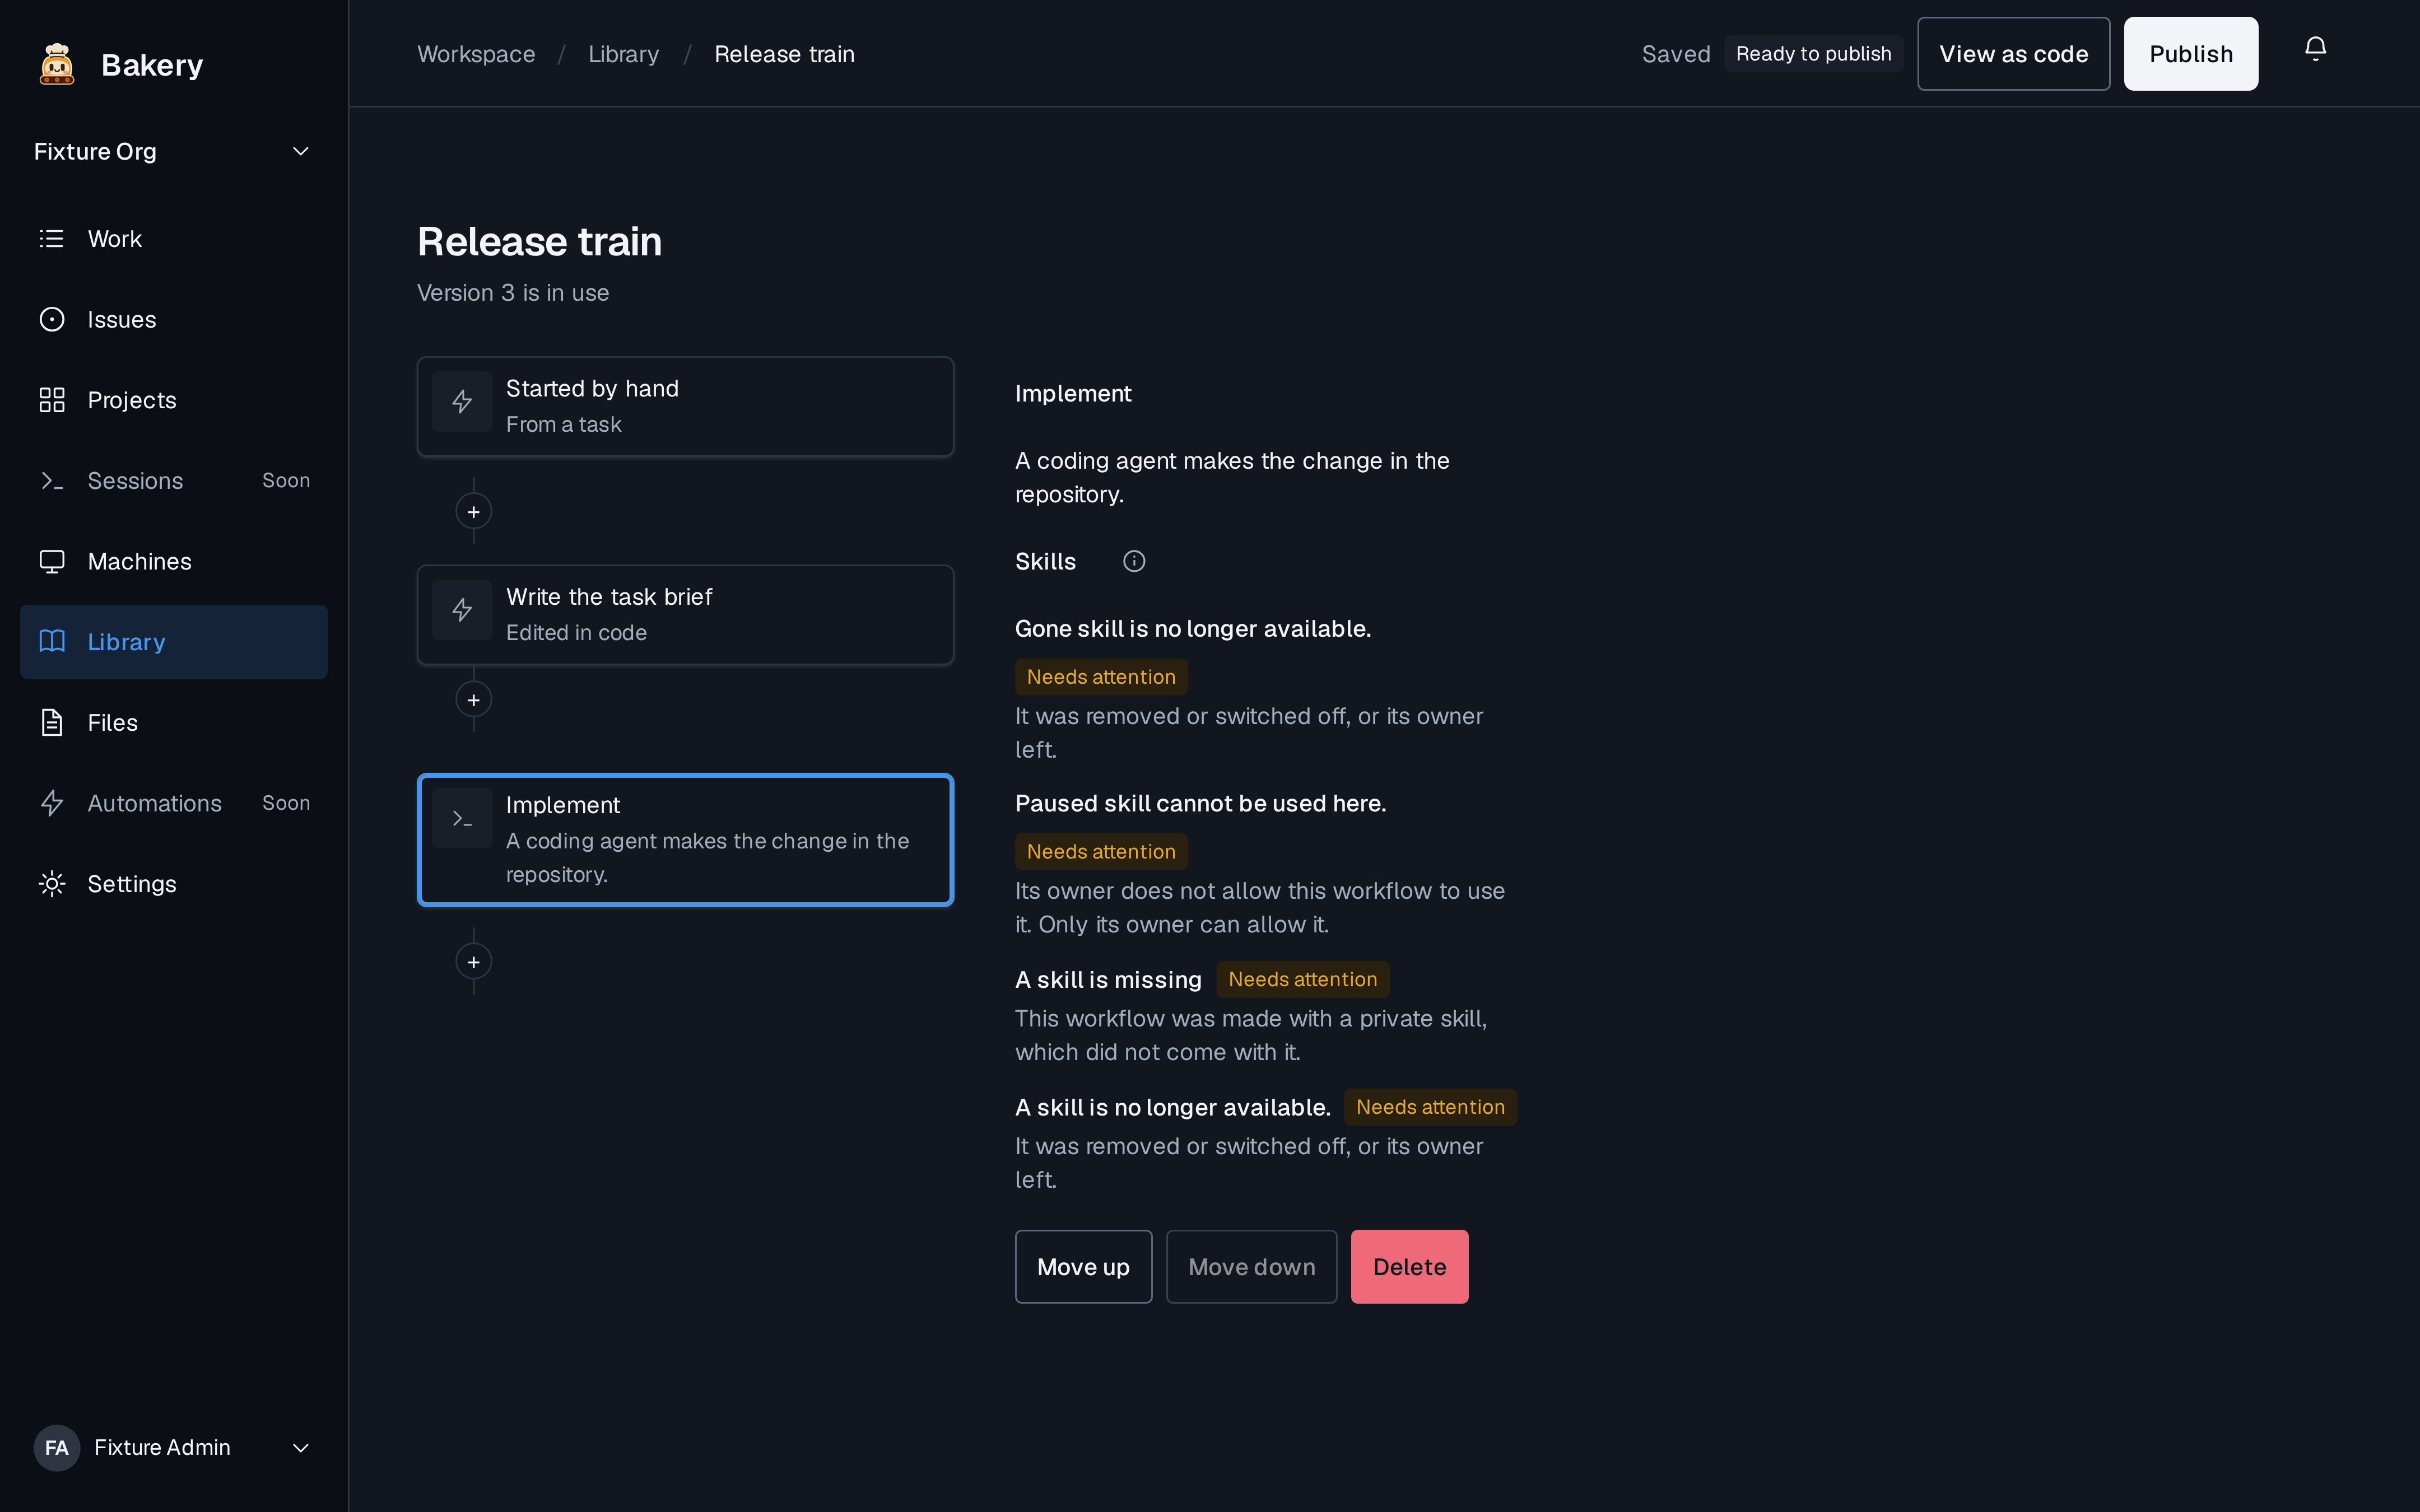 Bakery
Fixture Org
Work
Issues
Projects
Sessions Soon
Machines
Library
Files
Automations Soon
Settings
FA Fixture Admin
Workspace / Library / Release train
Saved Ready to publish View as code Publish
Release train
Version 3 is in use
Started by hand
From a task
+
Write the task brief
Edited in code
+
Implement
A coding agent makes the change in the
repository.
+
Implement
A coding agent makes the change in the
repository.
Skills
Gone skill is no longer available.
Needs attention
It was removed or switched off, or its owner
left.
Paused skill cannot be used here.
Needs attention
Its owner does not allow this workflow to use
it. Only its owner can allow it.
A skill is missing Needs attention
This workflow was made with a private skill,
which did not come with it.
A skill is no longer available. Needs attention
It was removed or switched off, or its owner
left.
Move up Move down Delete